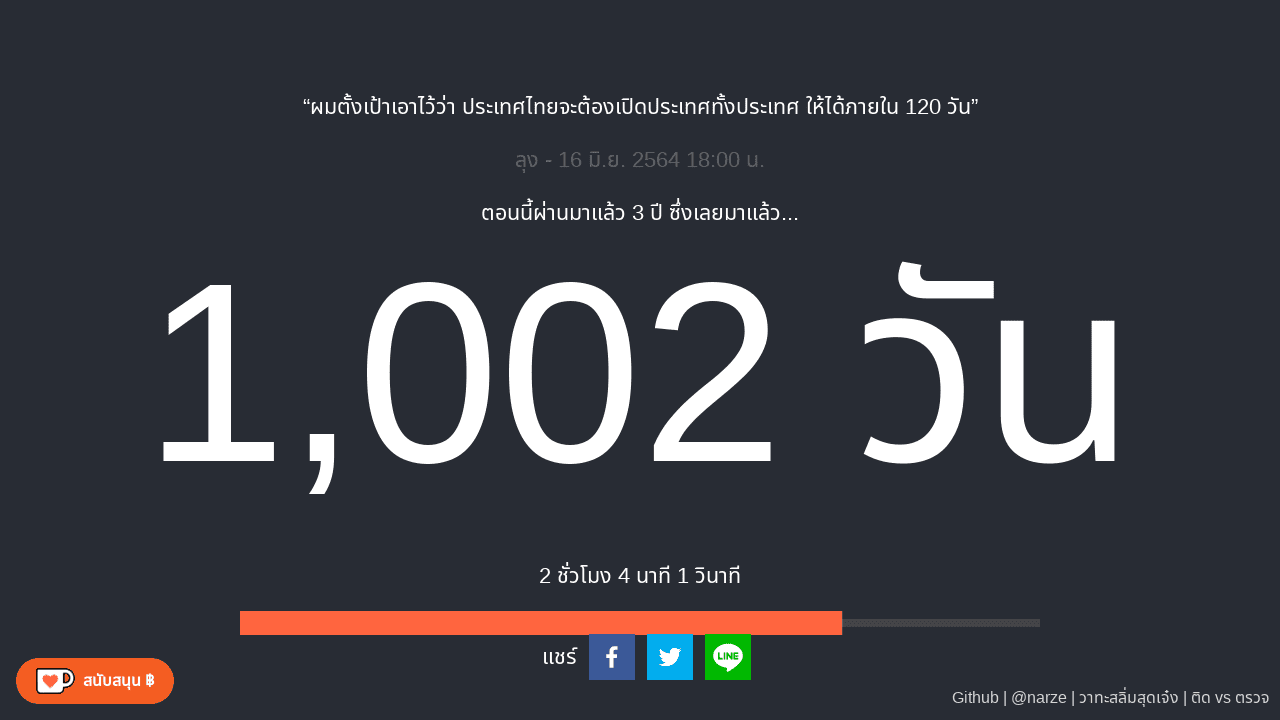 “ผมตั้งเป้าเอาไว้ว่า ประเทศไทยจะต้องเปิดประเทศทั้งประเทศ ให้ได้ภายใน 120 วัน”
ลุง - 16 มิ.ย. 2564 18:00 น.
ตอนนี้ผ่านมาแล้ว 3 ปี ซึ่งเลยมาแล้ว...
1,002 วัน
2 ชั่วโมง 4 นาที 1 วินาที
แชร์
LINE
สนับสนุน ฿
Github | @narze | วาทะสลิ่มสุดเจ๋ง | ติด vs ตรวจ